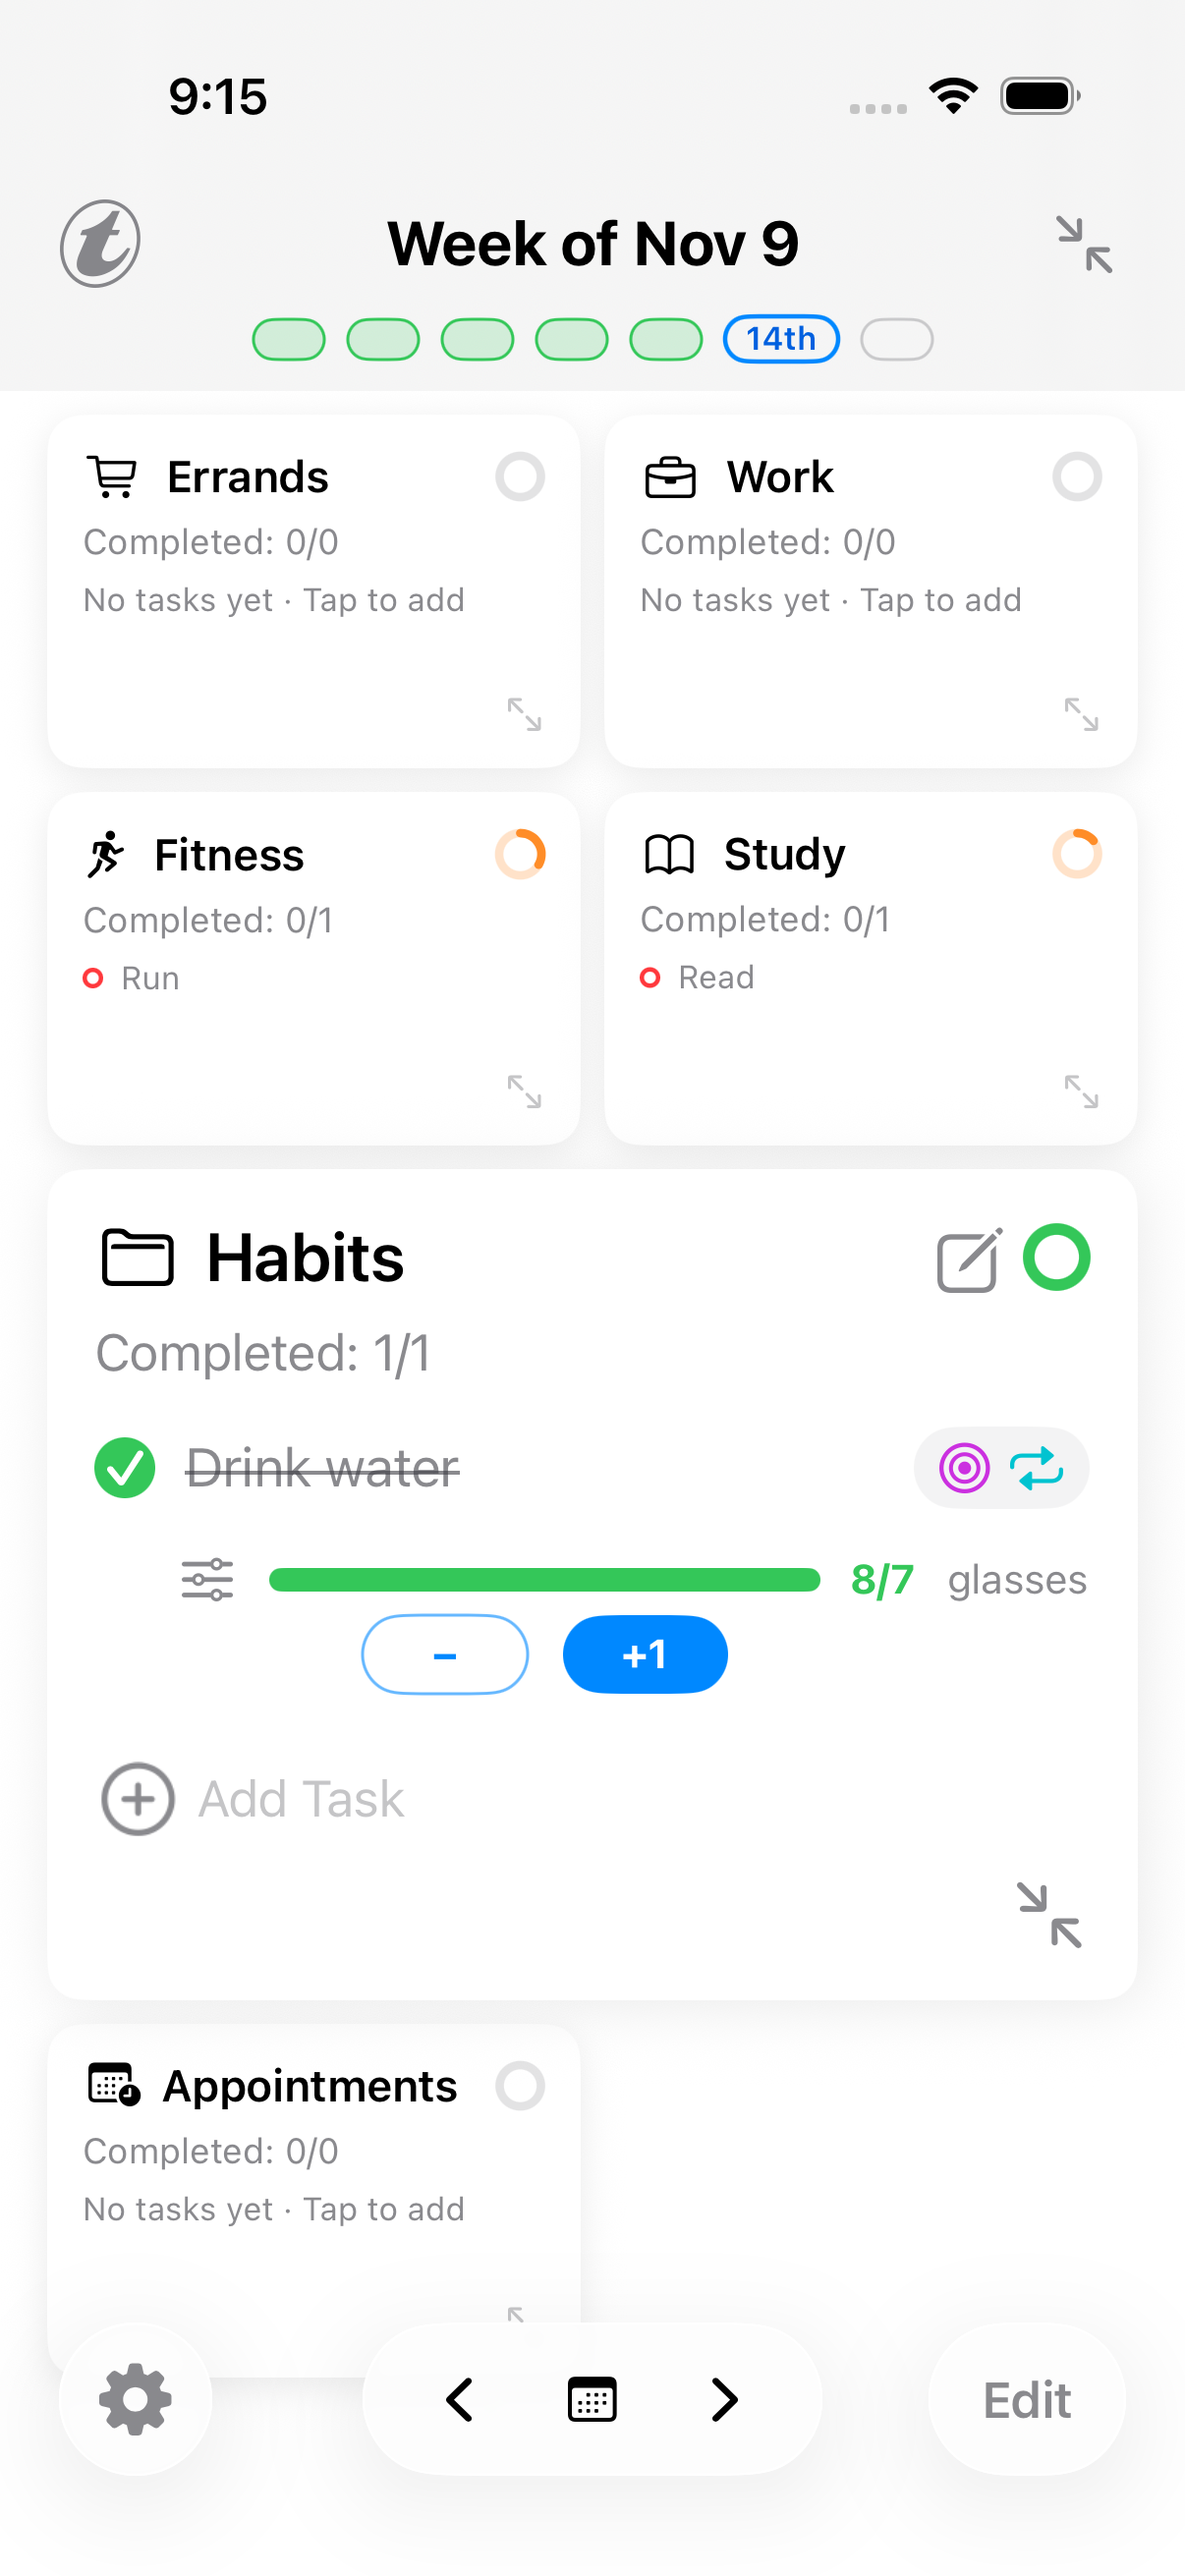 9:15
t
Week of Nov 9
14th
Errands
Completed: 0/0
No tasks yet · Tap to add
Work
Completed: 0/0
No tasks yet · Tap to add
Fitness
Completed: 0/1
Run
Study
Completed: 0/1
Read
Habits
Completed: 1/1
Drink water
8/7 glasses
− +1
Add Task
Appointments
Completed: 0/0
No tasks yet · Tap to add
Edit